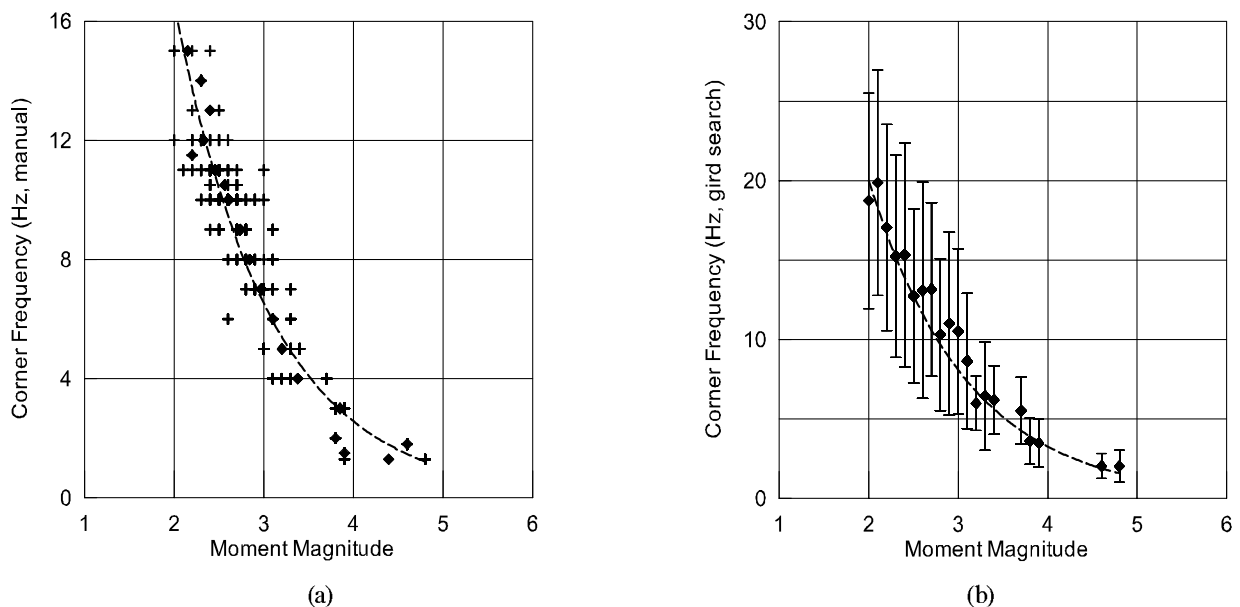 16
12
8
4
0
Corner Frequency (Hz, manual)
1 2 3 4 5 6
Moment Magnitude
(a)
30
20
10
0
Corner Frequency (Hz, gird search)
1 2 3 4 5 6
Moment Magnitude
(b)